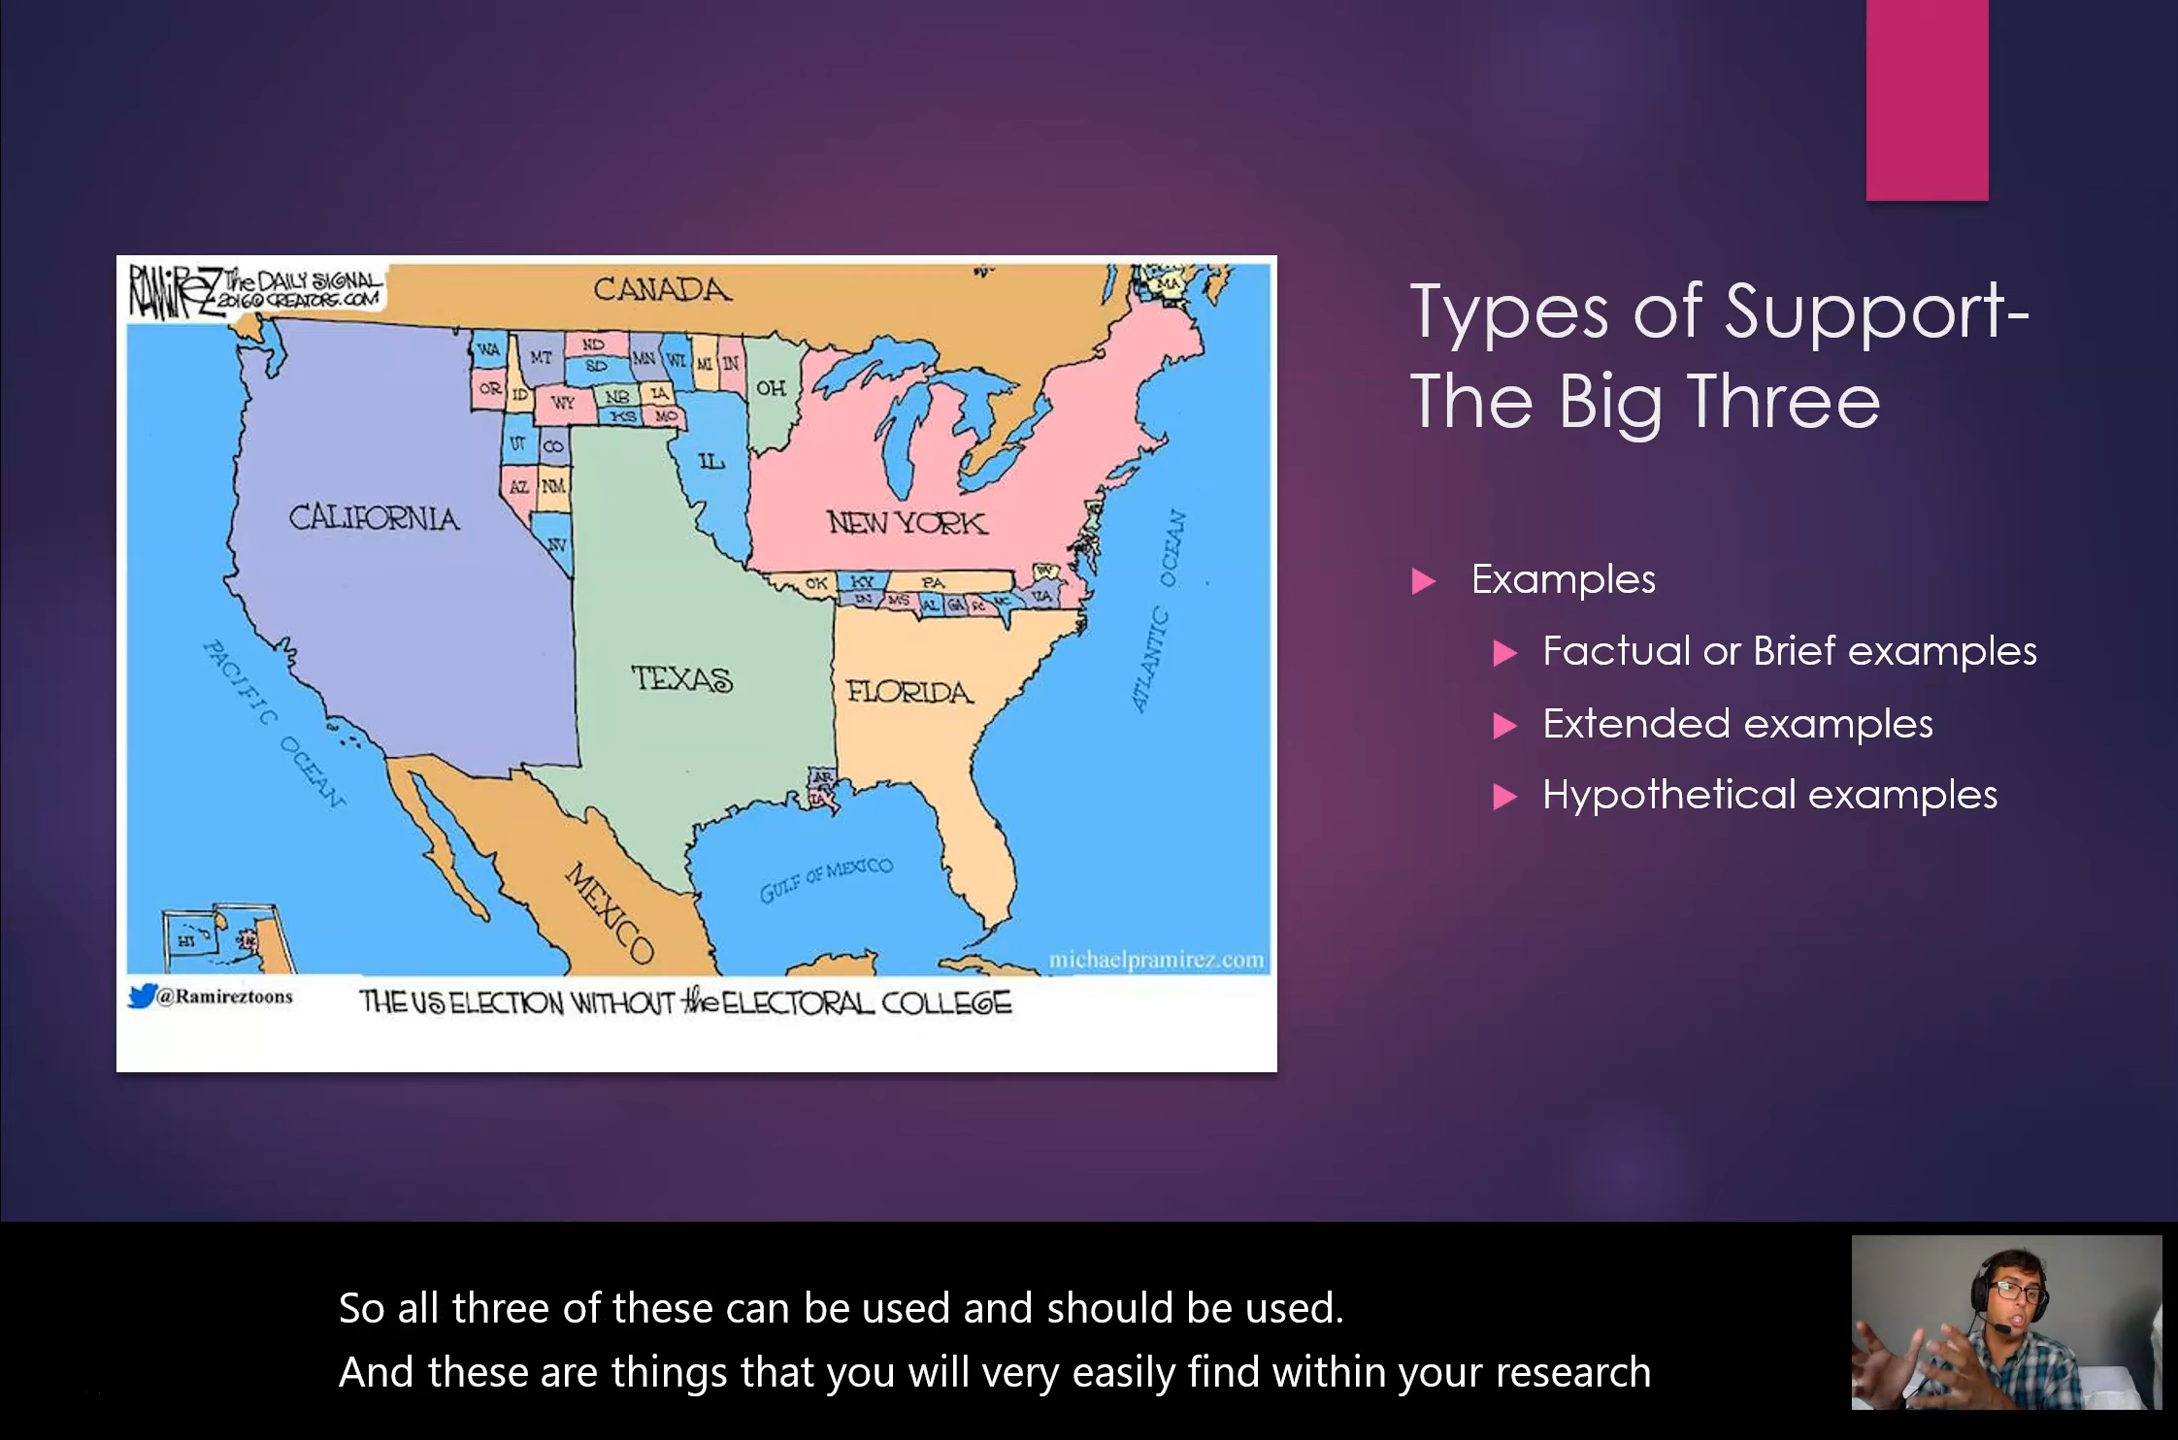 RAMIREZ The DAILY SIGNAL
2016© CREATORS.COM
CANADA
MA
WA
MT
ND
SD
MN
WI
MI
IN
OH
OR
ID
WY
NB
IA
KS
MO
UT
CO
IL
AZ
NM
NV
CALIFORNIA
NEW YORK
OK
KY
PA
MS
AL
GA
SC
NC
VA
TEXAS
FLORIDA
AR
LA
PACIFIC OCEAN
ATLANTIC OCEAN
GULF OF MEXICO
MEXICO
HI
michaelpramirez.com
@Ramireztoons
THE US ELECTION WITHOUT the ELECTORAL COLLEGE
Types of Support-
The Big Three
Examples
Factual or Brief examples
Extended examples
Hypothetical examples
So all three of these can be used and should be used.
And these are things that you will very easily find within your research